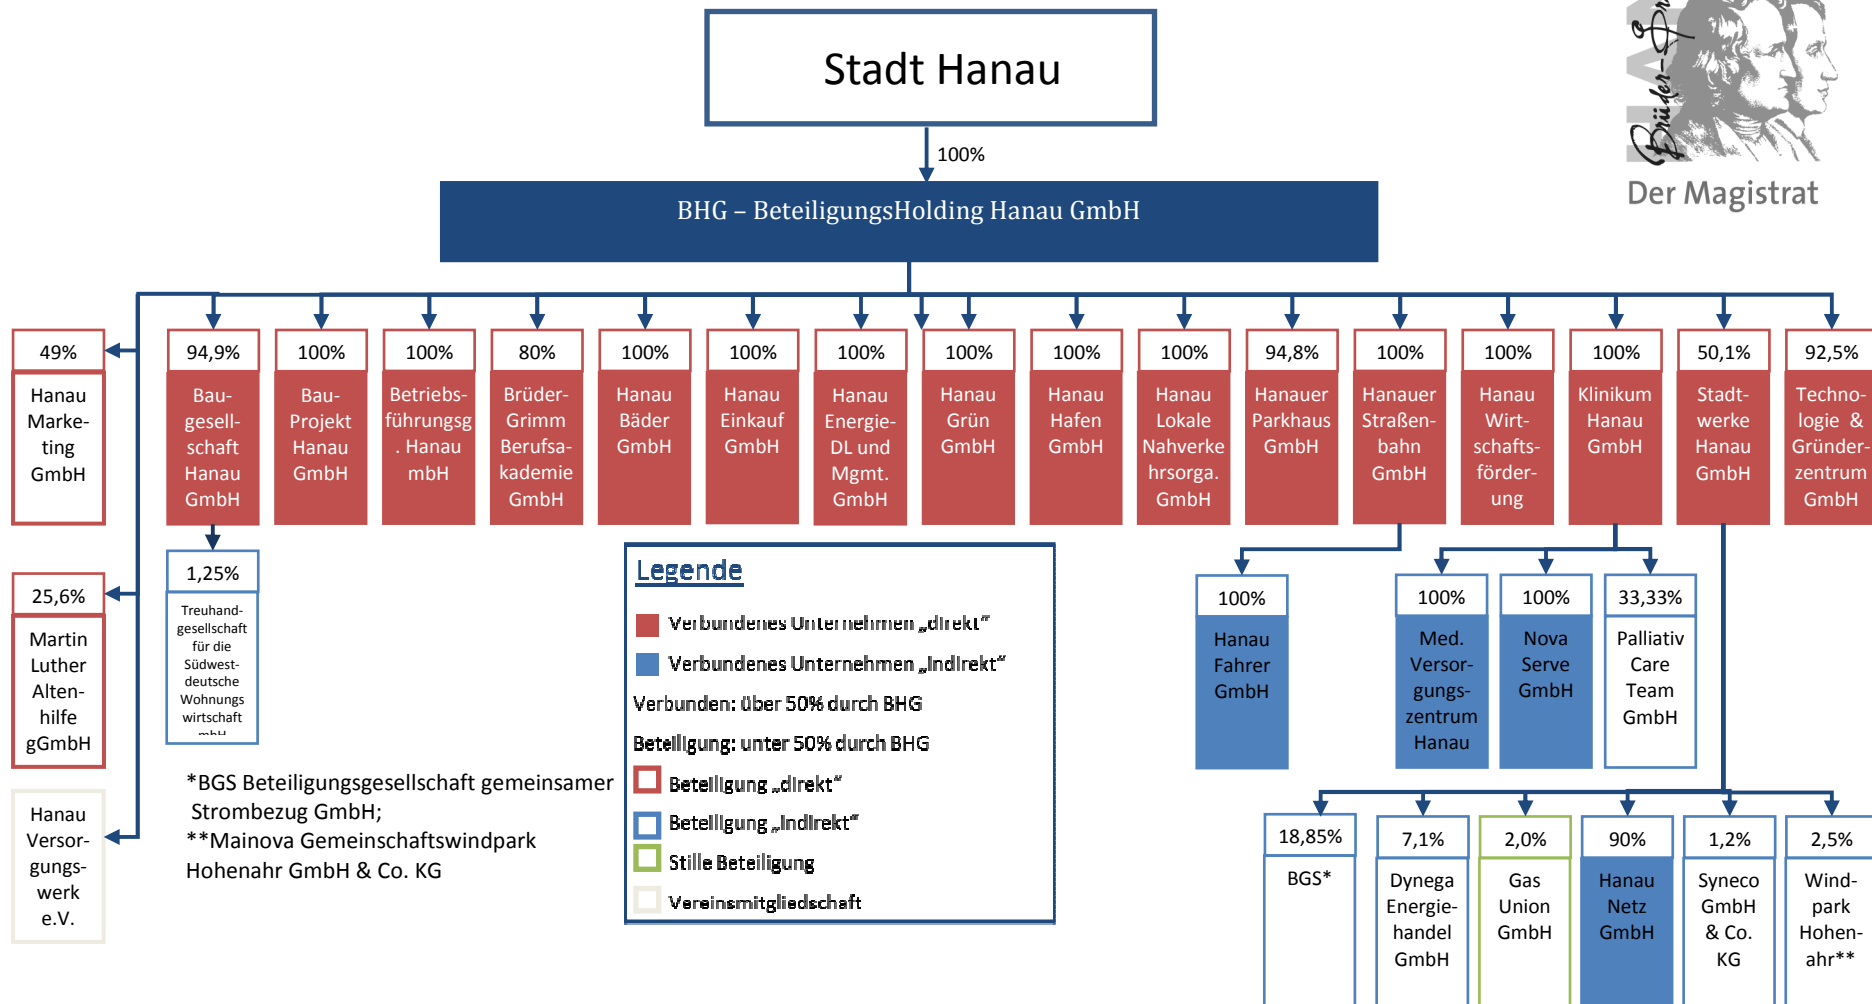 Stadt Hanau
Brüder-Gr
Der Magistrat
100%
BHG – BeteiligungsHolding Hanau GmbH
49%
Hanau
Marke-
ting
GmbH
94,9%
Bau-
gesell-
schaft
Hanau
GmbH
100%
Bau-
Projekt
Hanau
GmbH
100%
Betriebs-
führungsg
. Hanau
mbH
80%
Brüder-
Grimm
Berufsa-
kademie
GmbH
100%
Hanau
Bäder
GmbH
100%
Hanau
Einkauf
GmbH
100%
Hanau
Energie-
DL und
Mgmt.
GmbH
100%
Hanau
Grün
GmbH
100%
Hanau
Hafen
GmbH
100%
Hanau
Lokale
Nahverke
hrsorga.
GmbH
94,8%
Hanauer
Parkhaus
GmbH
100%
Hanauer
Straßen-
bahn
GmbH
100%
Hanau
Wirt-
schafts-
förder-
ung
100%
Klinikum
Hanau
GmbH
50,1%
Stadt-
werke
Hanau
GmbH
92,5%
Techno-
logie &
Gründer-
zentrum
GmbH
25,6%
Martin
Luther
Alten-
hilfe
gGmbH
1,25%
Treuhand-
gesellschaft
für die
Südwest-
deutsche
Wohnungs
wirtschaft
mbH
Hanau
Versor-
gungs-
werk
e.V.
*BGS Beteiligungsgesellschaft gemeinsamer
Strombezug GmbH;
**Mainova Gemeinschaftswindpark
Hohenahr GmbH & Co. KG
Legende
Verbundenes Unternehmen „direkt“
Verbundenes Unternehmen „indirekt“
Verbunden: über 50% durch BHG
Beteiligung: unter 50% durch BHG
Beteiligung „direkt“
Beteiligung „indirekt“
Stille Beteiligung
Vereinsmitgliedschaft
100%
Hanau
Fahrer
GmbH
100%
Med.
Versor-
gungs-
zentrum
Hanau
100%
Nova
Serve
GmbH
33,33%
Palliativ
Care
Team
GmbH
18,85%
BGS*
7,1%
Dynega
Energie-
handel
GmbH
2,0%
Gas
Union
GmbH
90%
Hanau
Netz
GmbH
1,2%
Syneco
GmbH
& Co.
KG
2,5%
Wind-
park
Hohen-
ahr**